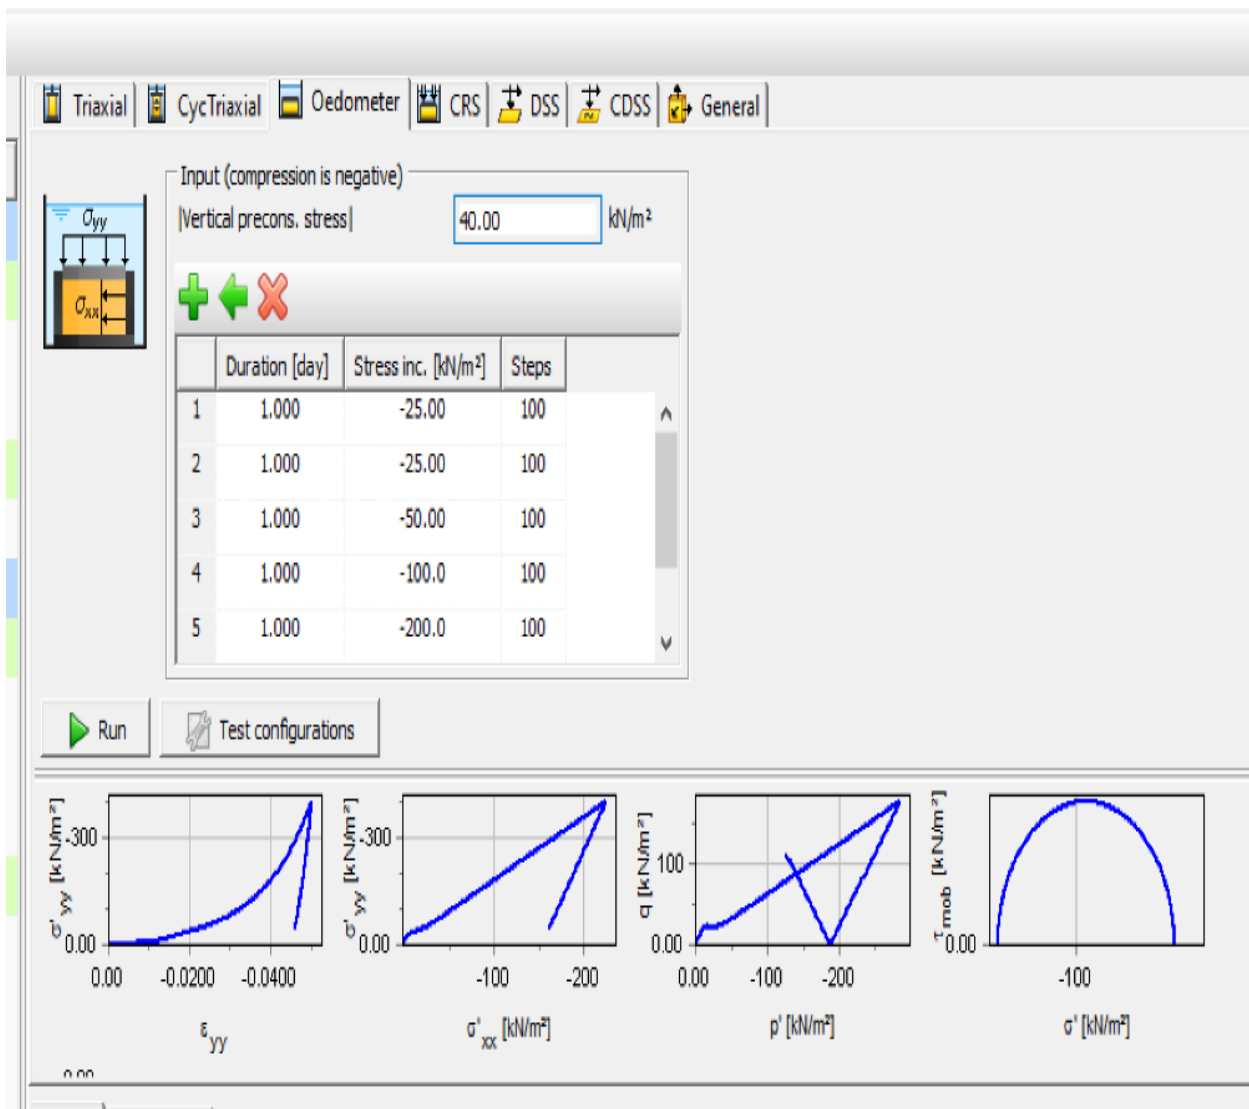 Triaxial CycTriaxial Oedometer CRS DSS CDSS General
Input (compression is negative)
|Vertical precons. stress| 40.00 kN/m²
σyy
σxx
Duration [day] Stress inc. [kN/m²] Steps
1 1.000 -25.00 100
2 1.000 -25.00 100
3 1.000 -50.00 100
4 1.000 -100.0 100
5 1.000 -200.0 100
Run Test configurations
σ'yy [kN/m²]
-300
0.00
0.00 -0.0200 -0.0400
εyy
σ'yy [kN/m²]
-300
0.00
-100 -200
σ'xx [kN/m²]
q [kN/m²]
100
0.00
0.00 -100 -200
p' [kN/m²]
τmob [kN/m²]
0.00
-100
σ' [kN/m²]